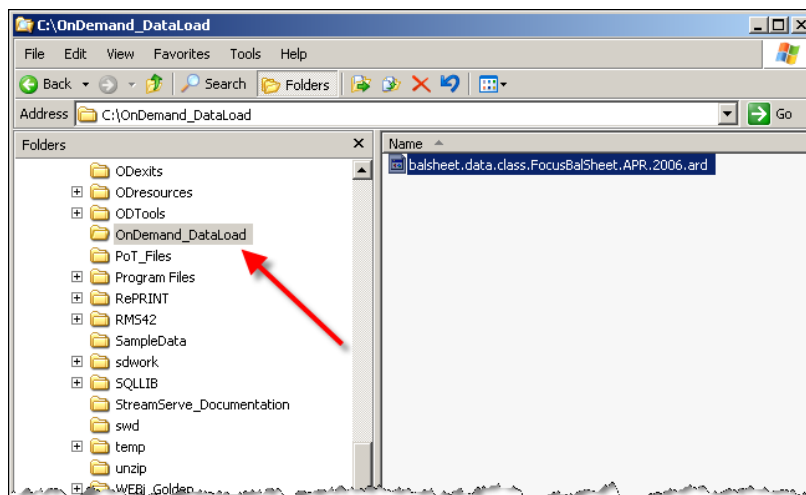 C:\OnDemand_DataLoad
File Edit View Favorites Tools Help
Back Search Folders
Address C:\OnDemand_DataLoad Go
Folders
Name
ODexits
balsheet.data.class.FocusBalSheet.APR.2006.ard
ODresources
ODTools
OnDemand_DataLoad
PoT_Files
Program Files
RePRINT
RMS42
SampleData
sdwork
SQLLIB
StreamServe_Documentation
swd
temp
unzip
WEBi_Golden